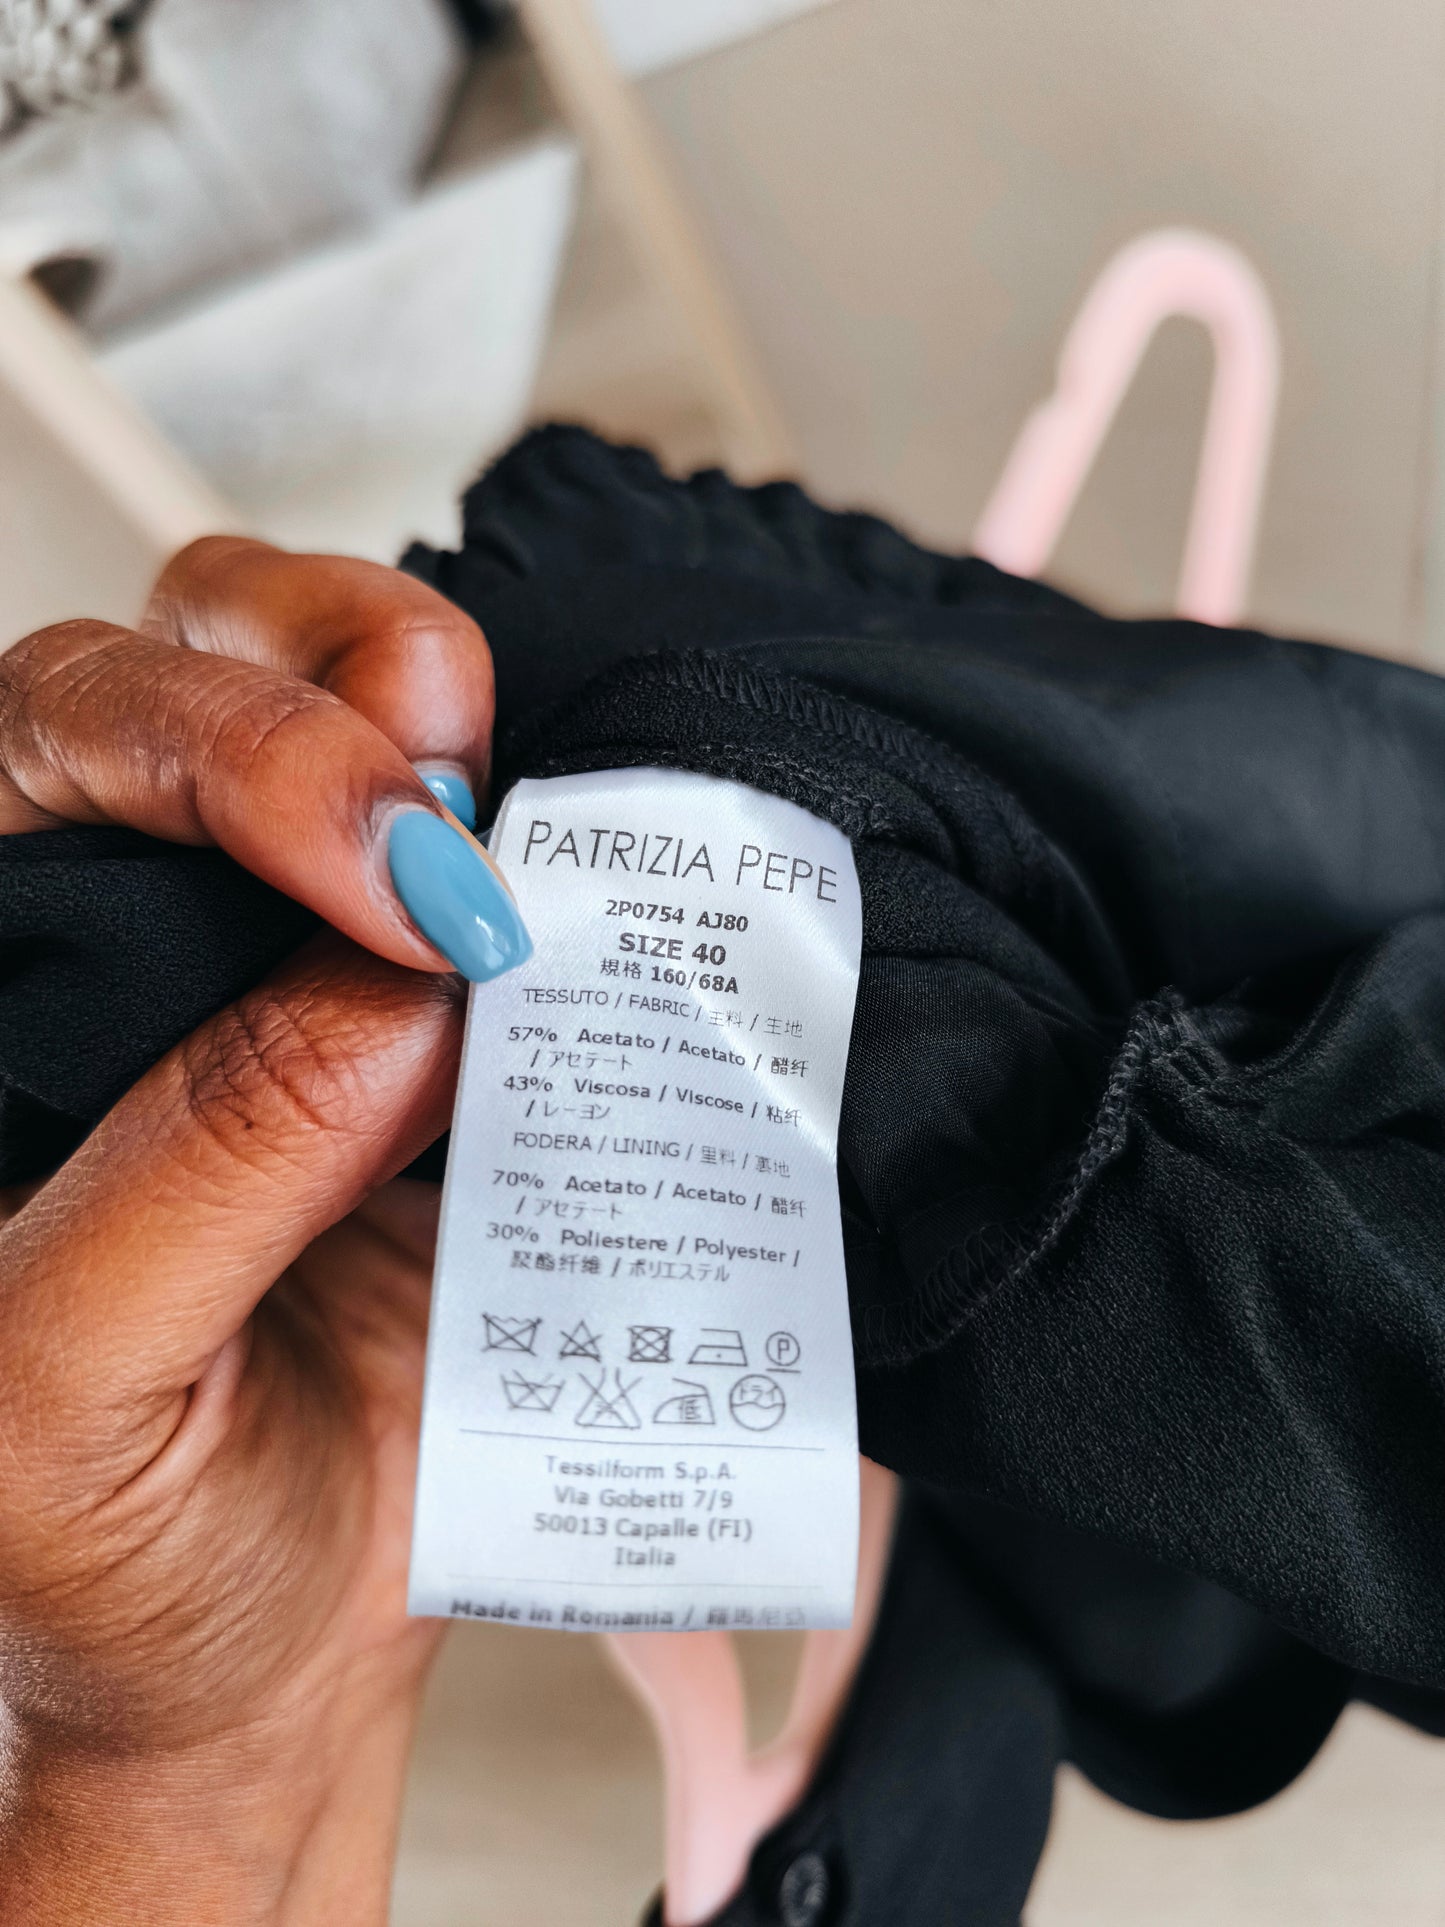 PATRIZIA PEPE
2P0754 AJ80
SIZE 40
規格 160/68A
TESSUTO / FABRIC / 主料 / 生地
57% Acetato / Acetato / 醋纤
/ アセテート
43% Viscosa / Viscose / 粘纤
/ レーヨン
FODERA / LINING / 里料 / 裏地
70% Acetato / Acetato / 醋纤
/ アセテート
30% Poliestere / Polyester /
聚酯纤维 / ポリエステル
P
低 ドライ
Tessilform S.p.A.
Via Gobetti 7/9
50013 Capalle (FI)
Italia
Made in Romania /